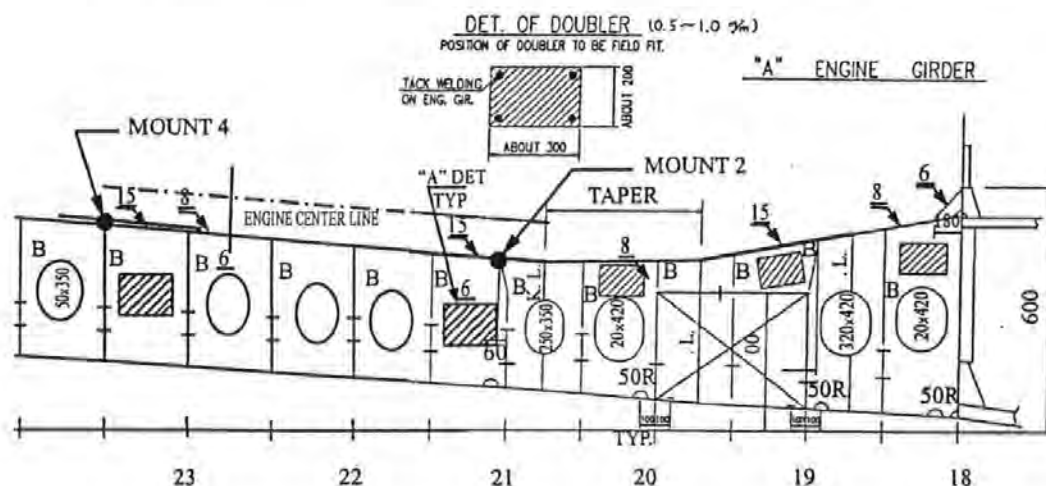 DET. OF DOUBLER (0.5~1.0 m/m)
POSITION OF DOUBLER TO BE FIELD FIT.
"A" ENGINE GIRDER
TACK WELDING
ON ENG. GIR.
ABOUT 200
ABOUT 300
MOUNT 4
MOUNT 2
"A" DET
TYP
TAPER
15
8
ENGINE CENTER LINE
15
8
15
8
6
180
B
B
B
6
B
B
B
6
B
K.L.
B
B
B
B
50x350
250x350
20x420
.L.
00
.L.
320x420
20x420
600
60
50R
50R
50R
TYP.
23
22
21
20
19
18